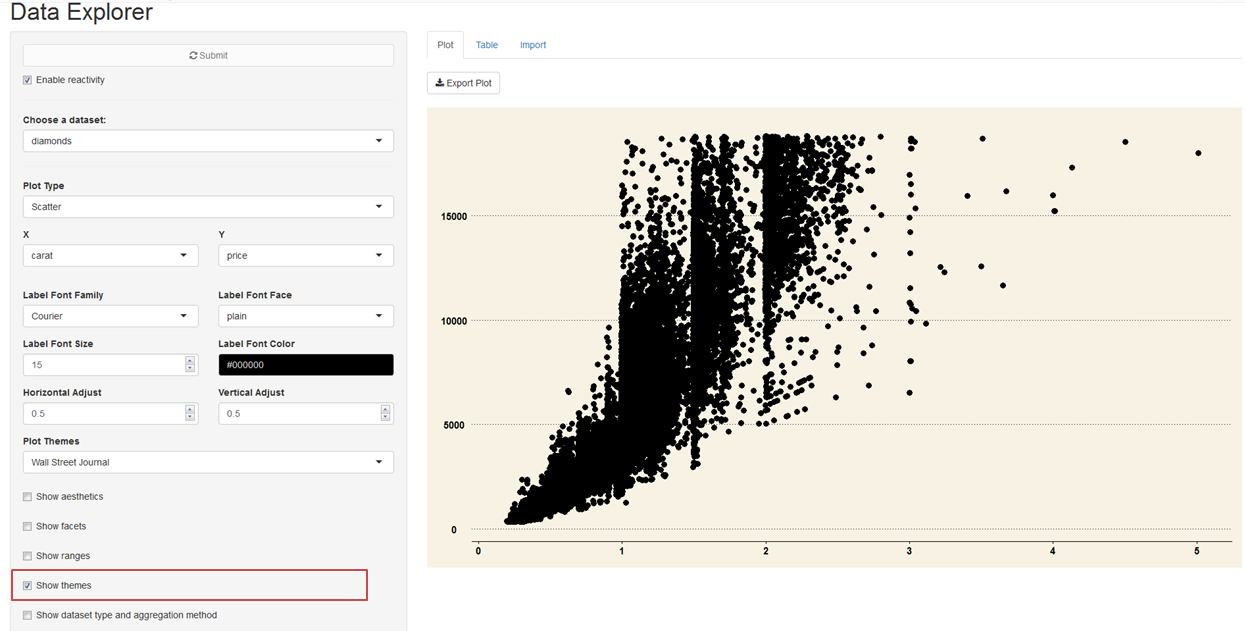 Data Explorer
Submit
Enable reactivity
Choose a dataset:
diamonds
Plot Type
Scatter
X Y
carat price
Label Font Family Label Font Face
Courier plain
Label Font Size Label Font Color
15 #000000
Horizontal Adjust Vertical Adjust
0.5 0.5
Plot Themes
Wall Street Journal
Show aesthetics
Show facets
Show ranges
Show themes
Show dataset type and aggregation method
Plot Table Import
Export Plot
15000
10000
5000
0
0 1 2 3 4 5